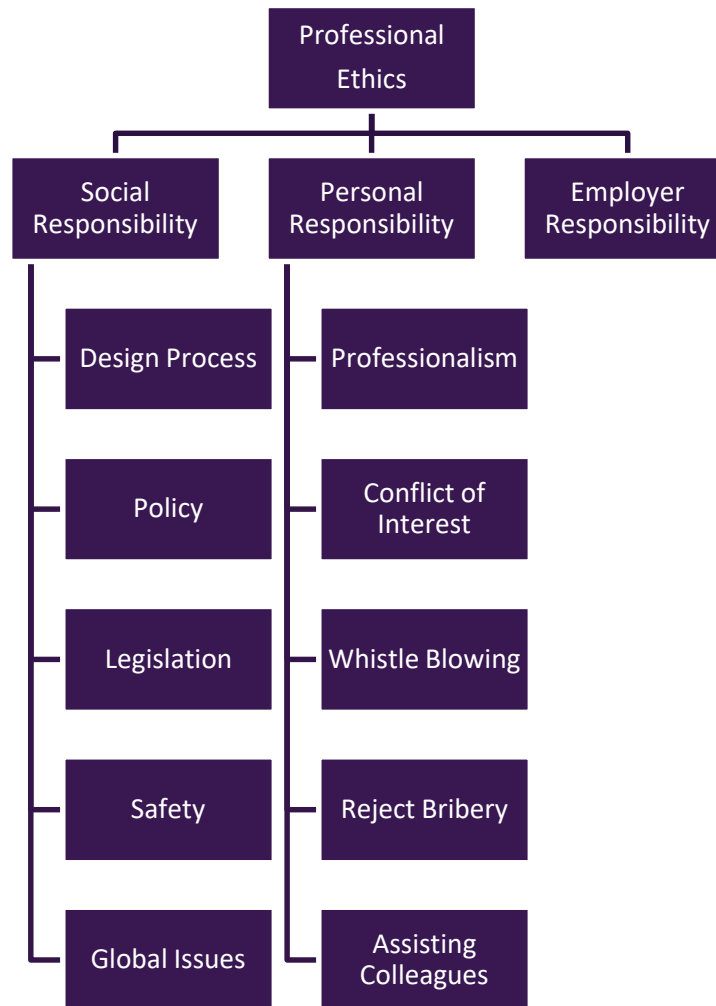 Professional
Ethics
Social
Responsibility
Personal
Responsibility
Employer
Responsibility
Design Process
Policy
Legislation
Safety
Global Issues
Professionalism
Conflict of
Interest
Whistle Blowing
Reject Bribery
Assisting
Colleagues